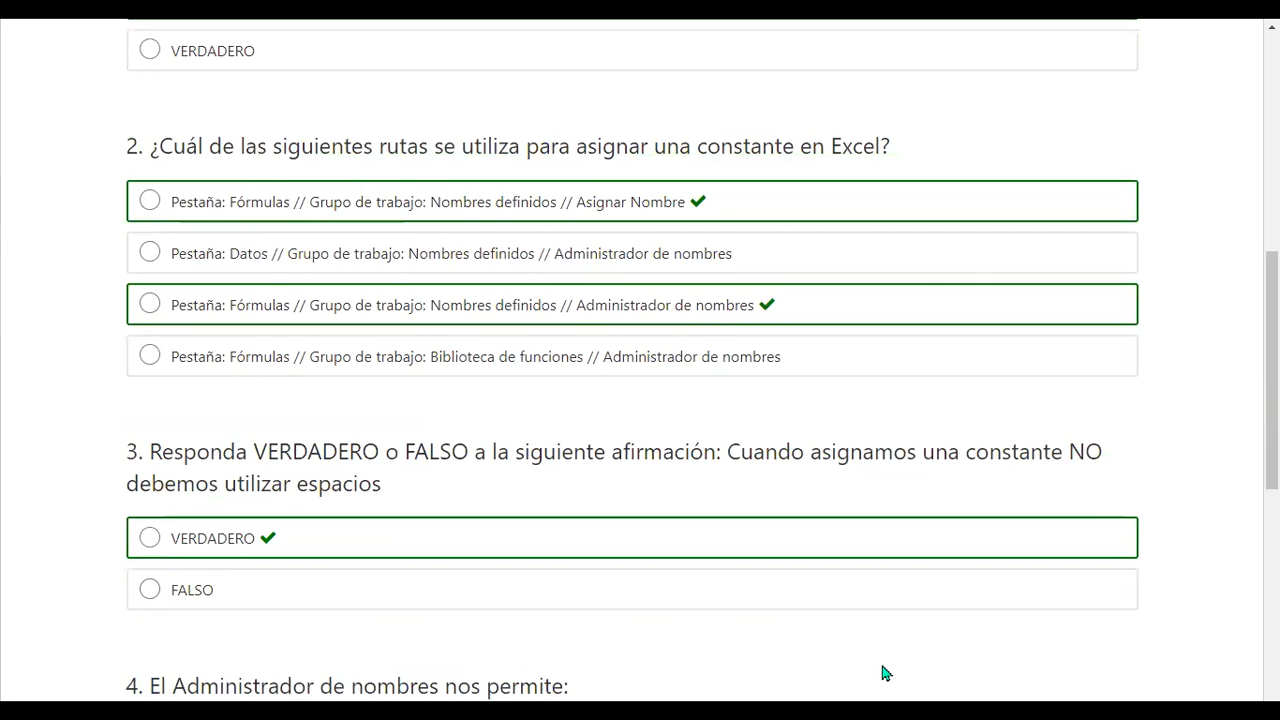 VERDADERO
2. ¿Cuál de las siguientes rutas se utiliza para asignar una constante en Excel?
Pestaña: Fórmulas // Grupo de trabajo: Nombres definidos // Asignar Nombre
Pestaña: Datos // Grupo de trabajo: Nombres definidos // Administrador de nombres
Pestaña: Fórmulas // Grupo de trabajo: Nombres definidos // Administrador de nombres
Pestaña: Fórmulas // Grupo de trabajo: Biblioteca de funciones // Administrador de nombres
3. Responda VERDADERO o FALSO a la siguiente afirmación: Cuando asignamos una constante NO
debemos utilizar espacios
VERDADERO
FALSO
4. El Administrador de nombres nos permite: